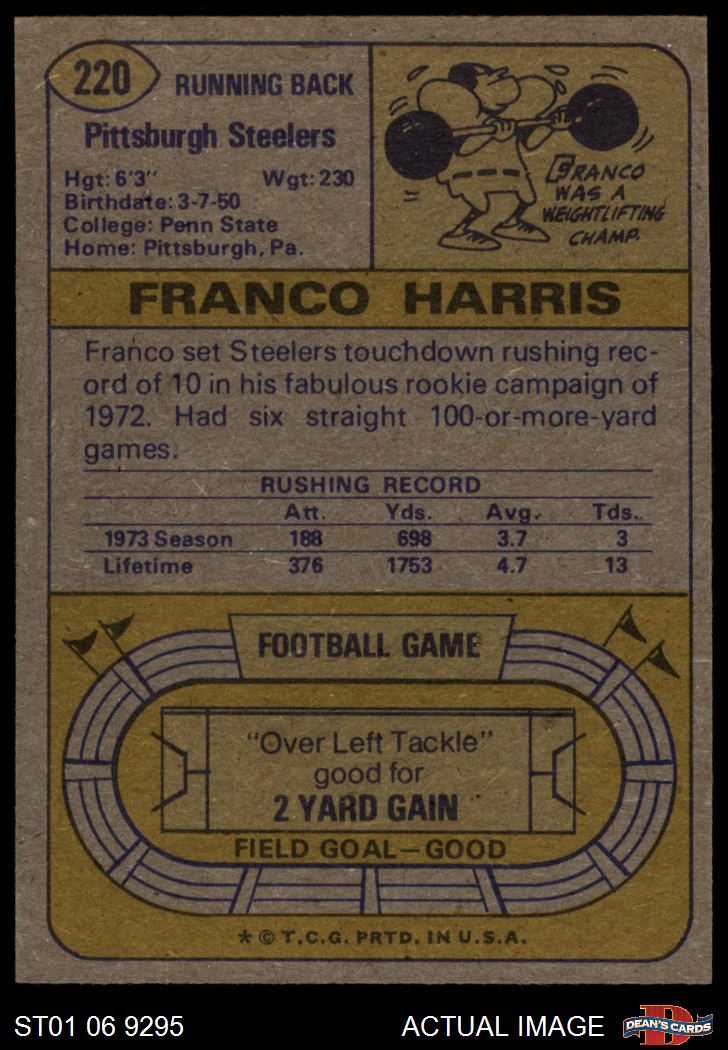 220
RUNNING BACK
Pittsburgh Steelers
Hgt: 6'3" Wgt: 230
Birthdate: 3-7-50
College: Penn State
Home: Pittsburgh, Pa.
FRANCO
WAS A
WEIGHTLIFTING
CHAMP.
FRANCO HARRIS
Franco set Steelers touchdown rushing rec-
ord of 10 in his fabulous rookie campaign of
1972. Had six straight 100-or-more-yard
games.
RUSHING RECORD
Att. Yds. Avg. Tds.
1973 Season 188 698 3.7 3
Lifetime 376 1753 4.7 13
FOOTBALL GAME
"Over Left Tackle"
good for
2 YARD GAIN
FIELD GOAL—GOOD
* © T.C.G. PRTD. IN U.S.A.
ST01 06 9295 ACTUAL IMAGE
D
DEAN'S CARDS